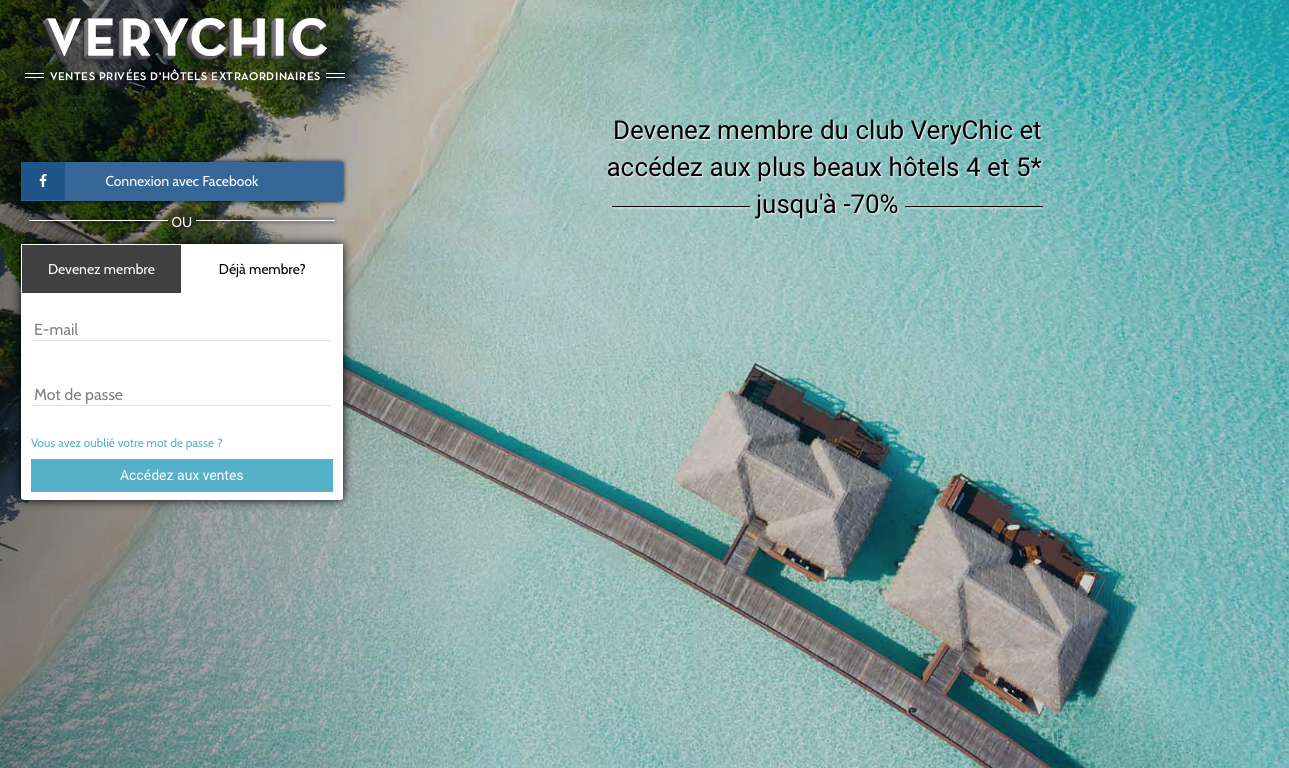 VERYCHIC
VENTES PRIVÉES D'HÔTELS EXTRAORDINAIRES
Devenez membre du club VeryChic et
accédez aux plus beaux hôtels 4 et 5*
jusqu'à -70%
Connexion avec Facebook
OU
Devenez membre
Déjà membre?
E-mail
Mot de passe
Vous avez oublié votre mot de passe ?
Accédez aux ventes